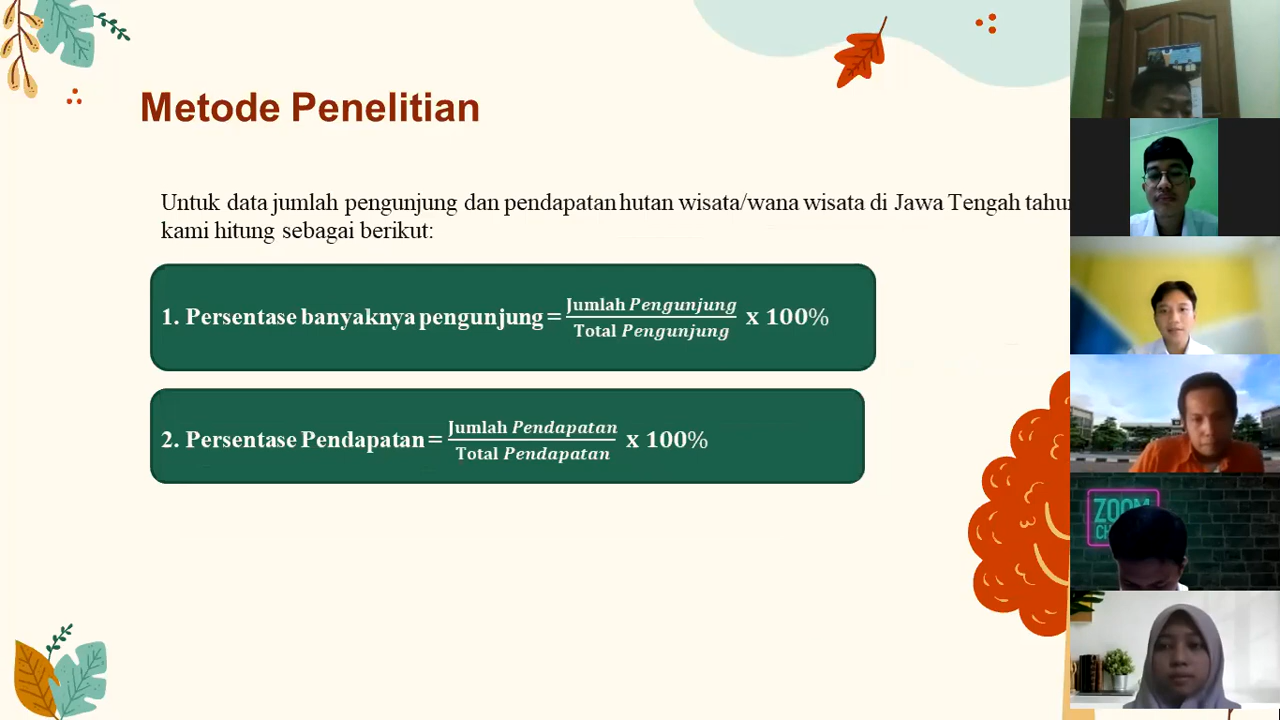 Metode Penelitian
Untuk data jumlah pengunjung dan pendapatan hutan wisata/wana wisata di Jawa Tengah
kami hitung sebagai berikut:
1. Persentase banyaknya pengunjung = Jumlah Pengunjung / Total Pengunjung x 100%
2. Persentase Pendapatan = Jumlah Pendapatan / Total Pendapatan x 100%
ZOOM